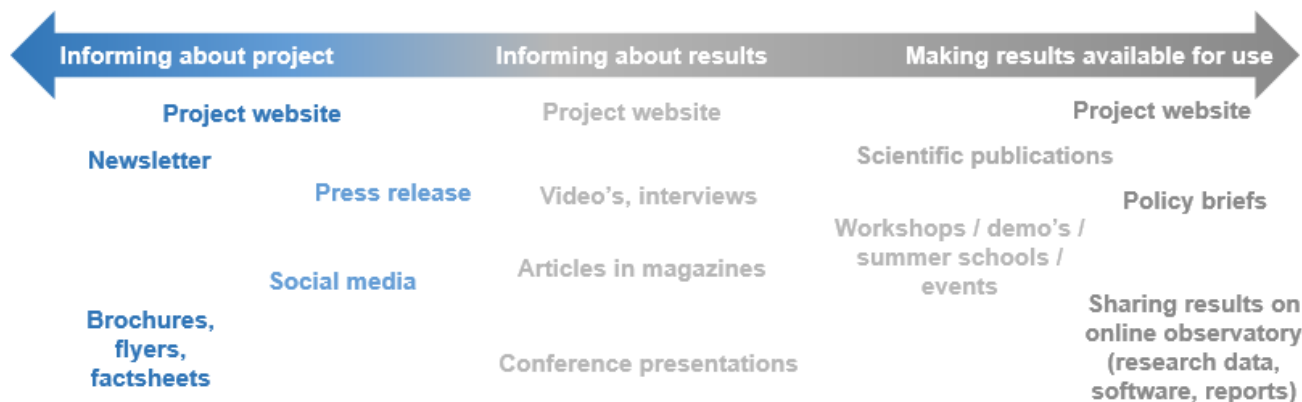 Informing about project
Informing about results
Making results available for use
Project website
Project website
Project website
Newsletter
Scientific publications
Press release
Video's, interviews
Policy briefs
Workshops / demo's /
summer schools /
events
Articles in magazines
Social media
Brochures,
flyers,
factsheets
Conference presentations
Sharing results on
online observatory
(research data,
software, reports)